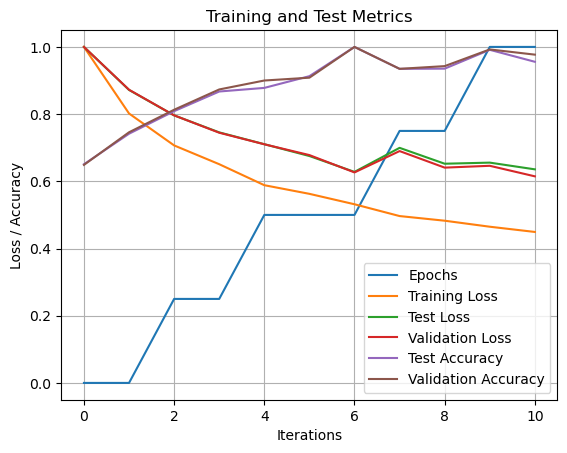 Training and Test Metrics
1.0
0.8
0.6
0.4
0.2
0.0
Loss / Accuracy
Epochs
Training Loss
Test Loss
Validation Loss
Test Accuracy
Validation Accuracy
0 2 4 6 8 10
Iterations